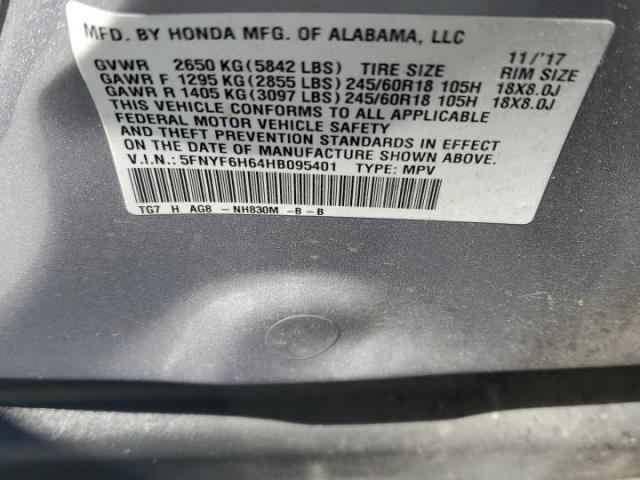 MFD. BY HONDA MFG. OF ALABAMA, LLC
11/'17
GVWR 2650 KG(5842 LBS) TIRE SIZE RIM SIZE
GAWR F 1295 KG(2855 LBS)245/60R18 105H 18X8.0J
GAWR R 1405 KG(3097 LBS)245/60R18 105H 18X8.0J
THIS VEHICLE CONFORMS TO ALL APPLICABLE
FEDERAL MOTOR VEHICLE SAFETY
AND THEFT PREVENTION STANDARDS IN EFFECT
ON THE DATE OF MANUFACTURE SHOWN ABOVE.
V.I.N.: 5FNYF6H64HB095401 TYPE: MPV
TG7 H AG8 - NH830M -B - B